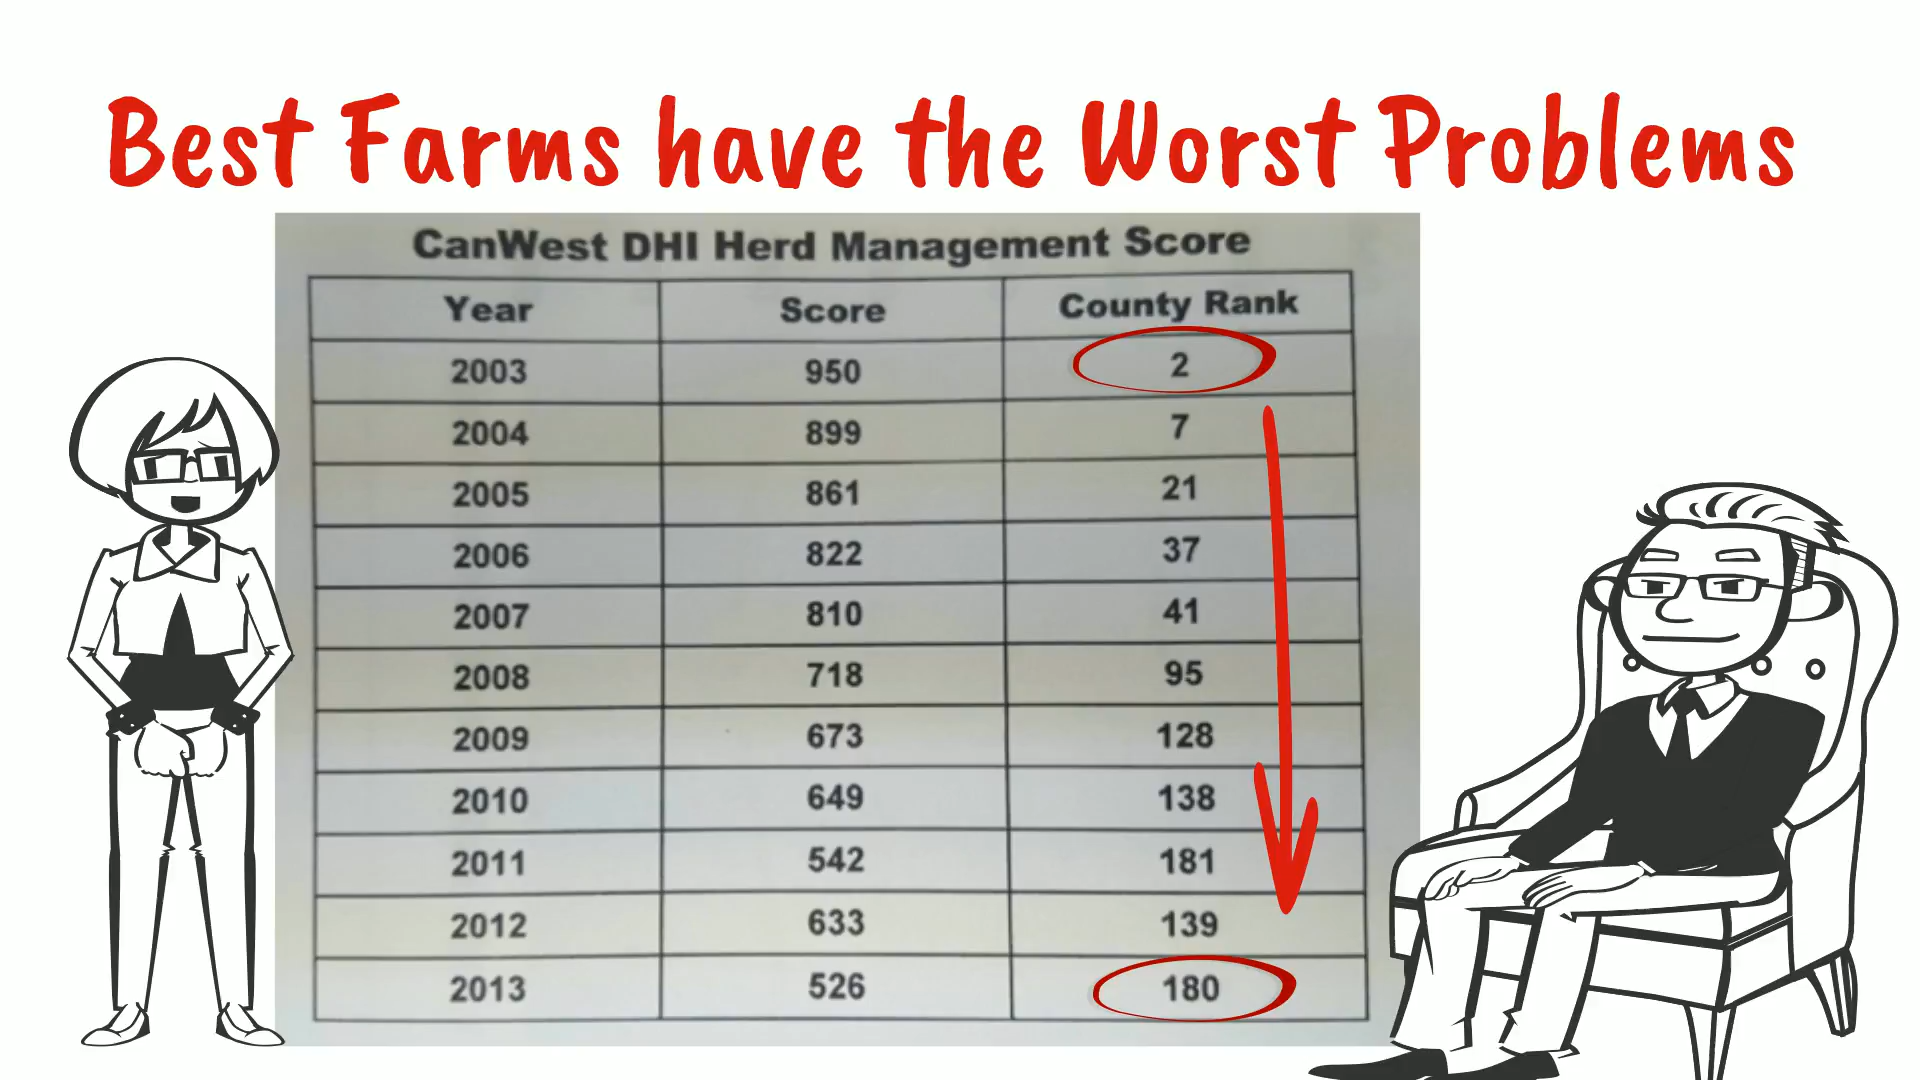 Best Farms have the Worst Problems
CanWest DHI Herd Management Score
Year Score County Rank
2003 950 2
2004 899 7
2005 861 21
2006 822 37
2007 810 41
2008 718 95
2009 673 128
2010 649 138
2011 542 181
2012 633 139
2013 526 180